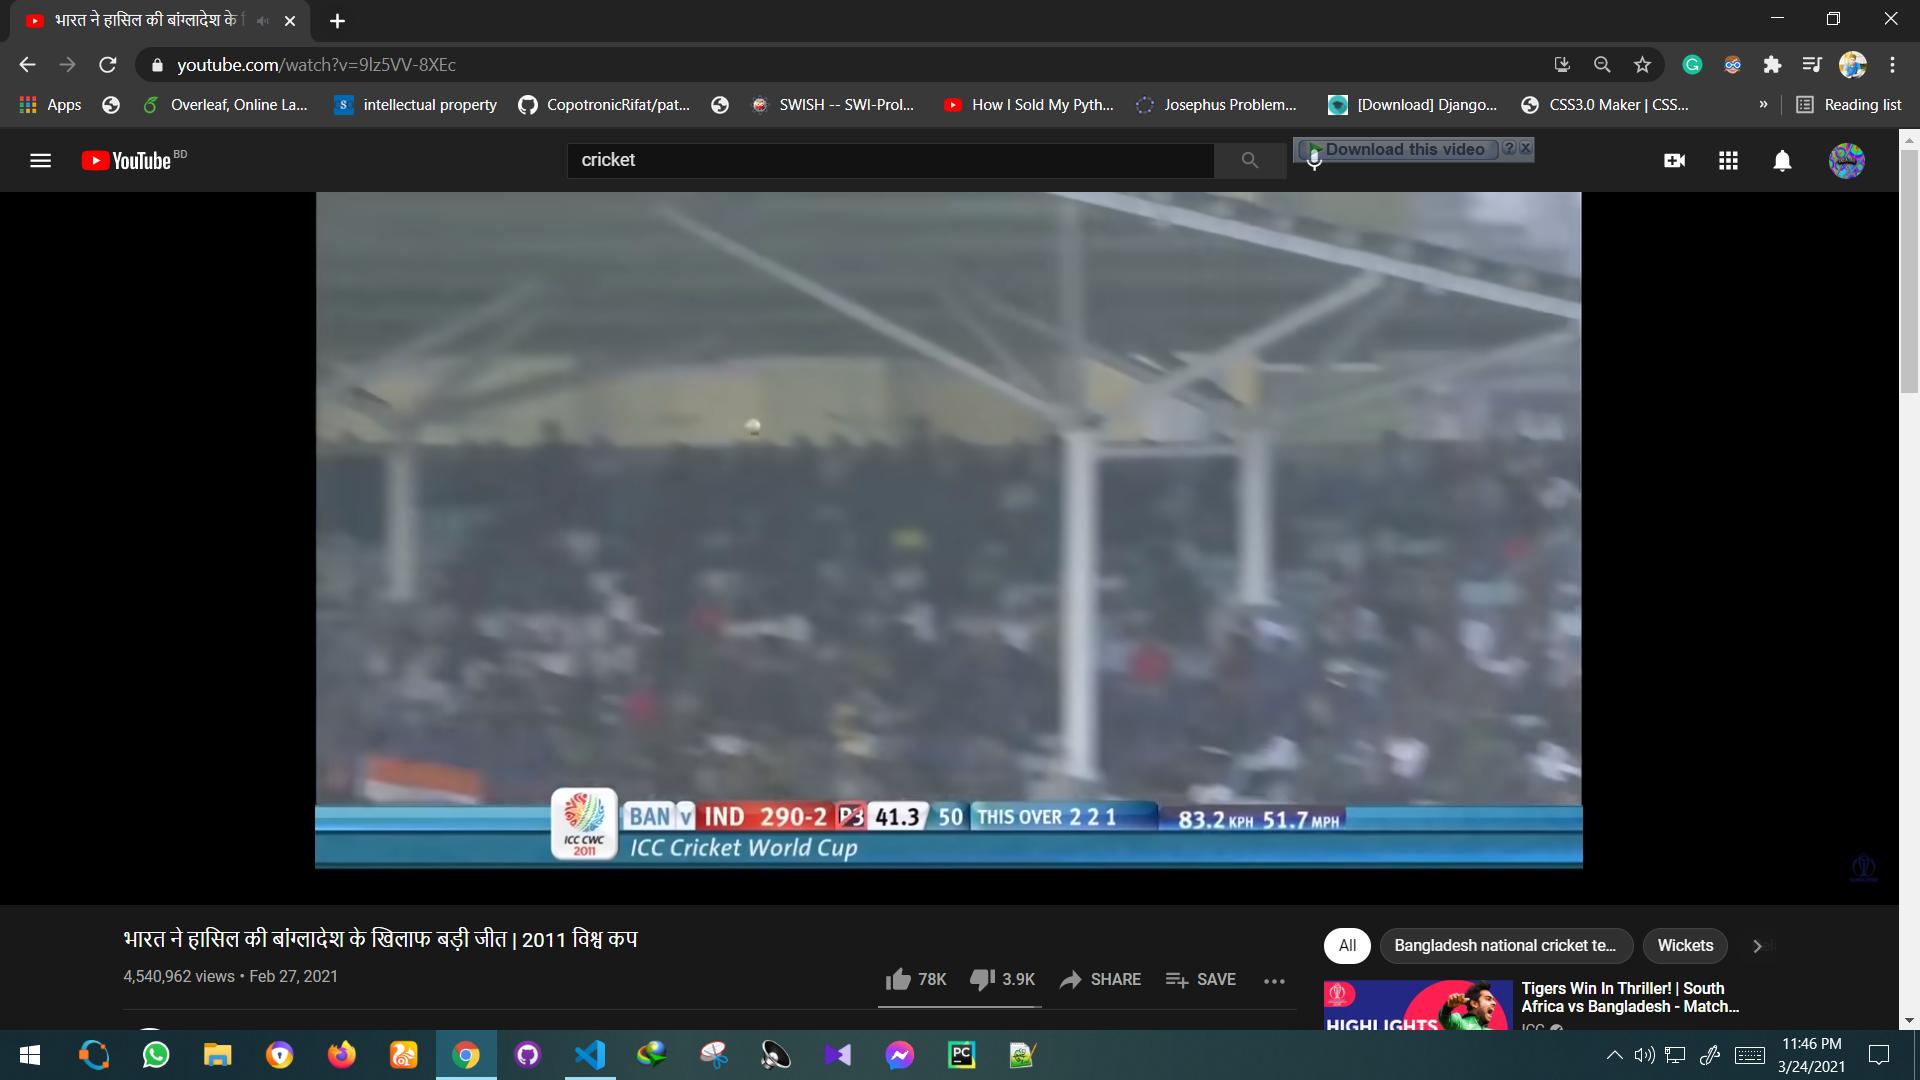 भारत ने हासिल की बांग्लादेश के
youtube.com/watch?v=9lz5VV-8XEc
Apps
Overleaf, Online La...
intellectual property
CopotronicRifat/pat...
SWISH -- SWI-Prol...
How I Sold My Pyth...
Josephus Problem...
[Download] Django...
CSS3.0 Maker | CSS...
»
Reading list
YouTube BD
cricket
Download this video ?
BAN v IND 290-2 P3 41.3 50 THIS OVER 2 2 1 83.2 KPH 51.7 MPH
ICC CWC
2011
ICC Cricket World Cup
भारत ने हासिल की बांग्लादेश के खिलाफ बड़ी जीत | 2011 विश्व कप
4,540,962 views • Feb 27, 2021
78K
3.9K
SHARE
SAVE
All
Bangladesh national cricket te...
Wickets
HIGHLIGHTS
Tigers Win In Thriller! | South
Africa vs Bangladesh - Match...
ICC
PC
11:46 PM
3/24/2021